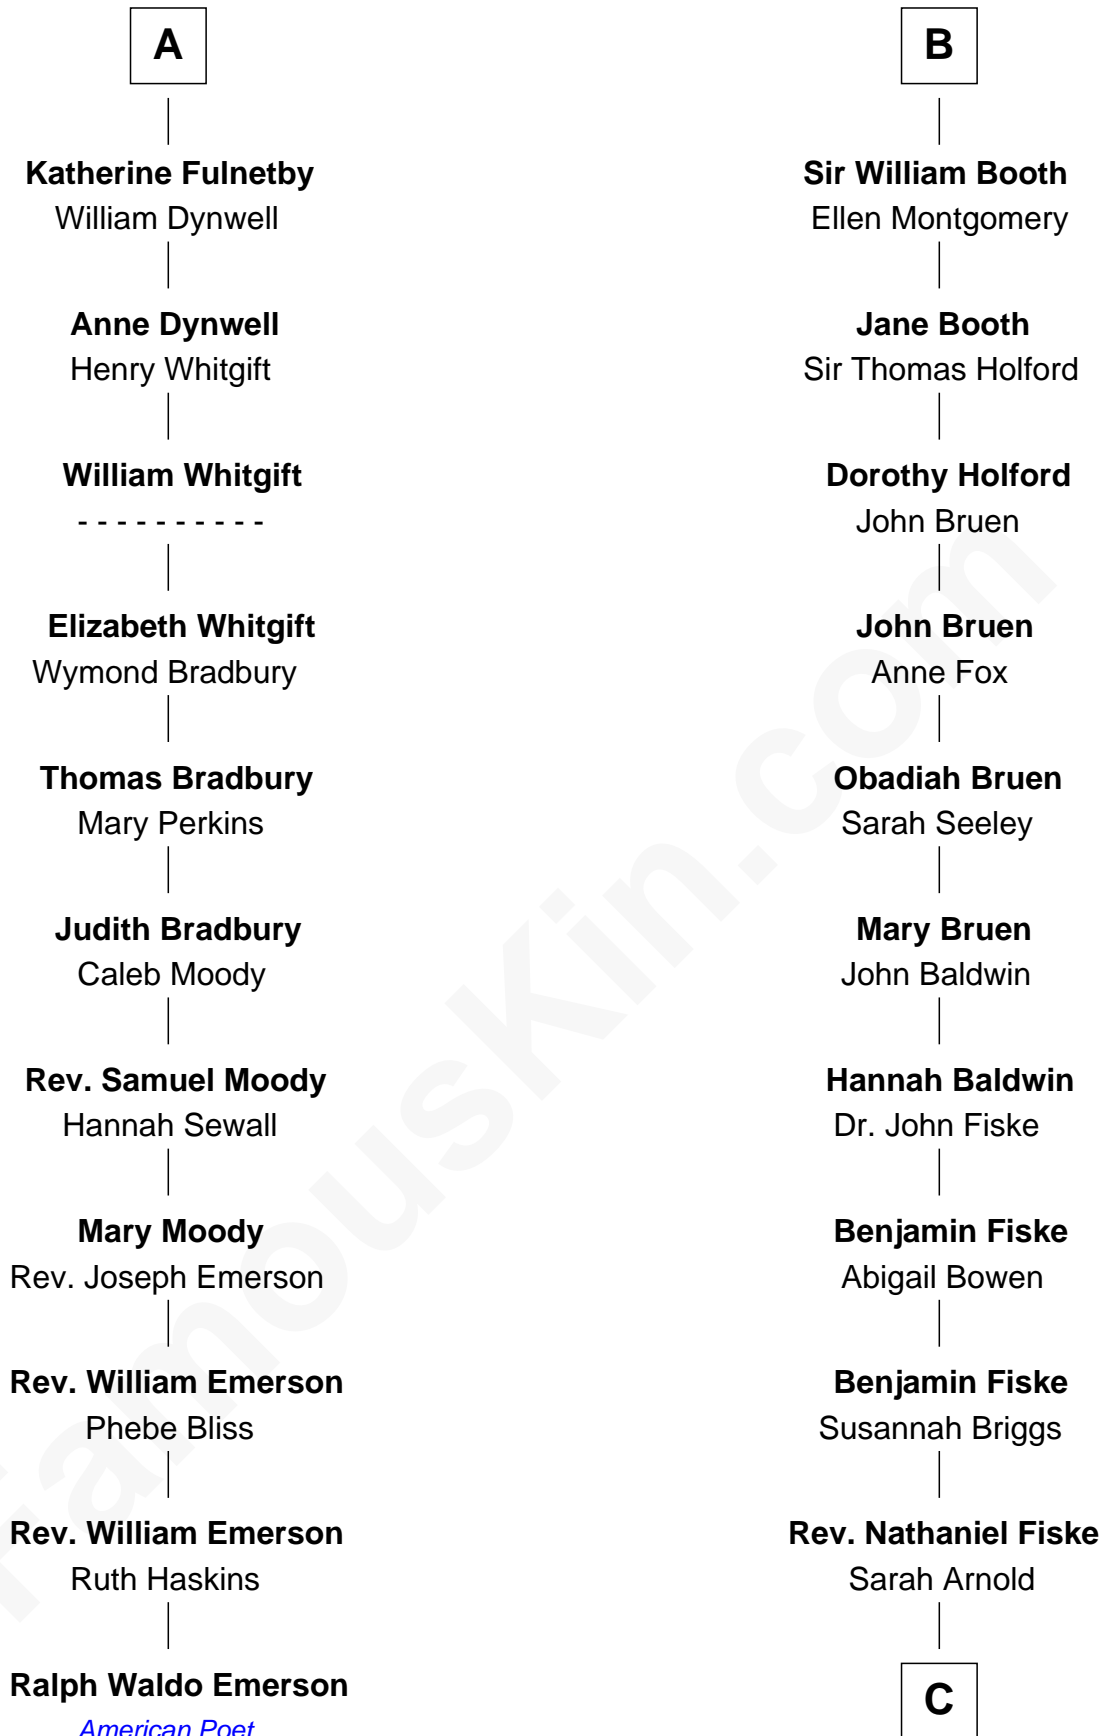 A
Katherine Fulnetby
William Dynwell
Anne Dynwell
Henry Whitgift
William Whitgift
- - - - - - - - - -
Elizabeth Whitgift
Wymond Bradbury
Thomas Bradbury
Mary Perkins
Judith Bradbury
Caleb Moody
Rev. Samuel Moody
Hannah Sewall
Mary Moody
Rev. Joseph Emerson
Rev. William Emerson
Phebe Bliss
Rev. William Emerson
Ruth Haskins
Ralph Waldo Emerson
American Poet
B
Sir William Booth
Ellen Montgomery
Jane Booth
Sir Thomas Holford
Dorothy Holford
John Bruen
John Bruen
Anne Fox
Obadiah Bruen
Sarah Seeley
Mary Bruen
John Baldwin
Hannah Baldwin
Dr. John Fiske
Benjamin Fiske
Abigail Bowen
Benjamin Fiske
Susannah Briggs
Rev. Nathaniel Fiske
Sarah Arnold
C
FamousKin.com